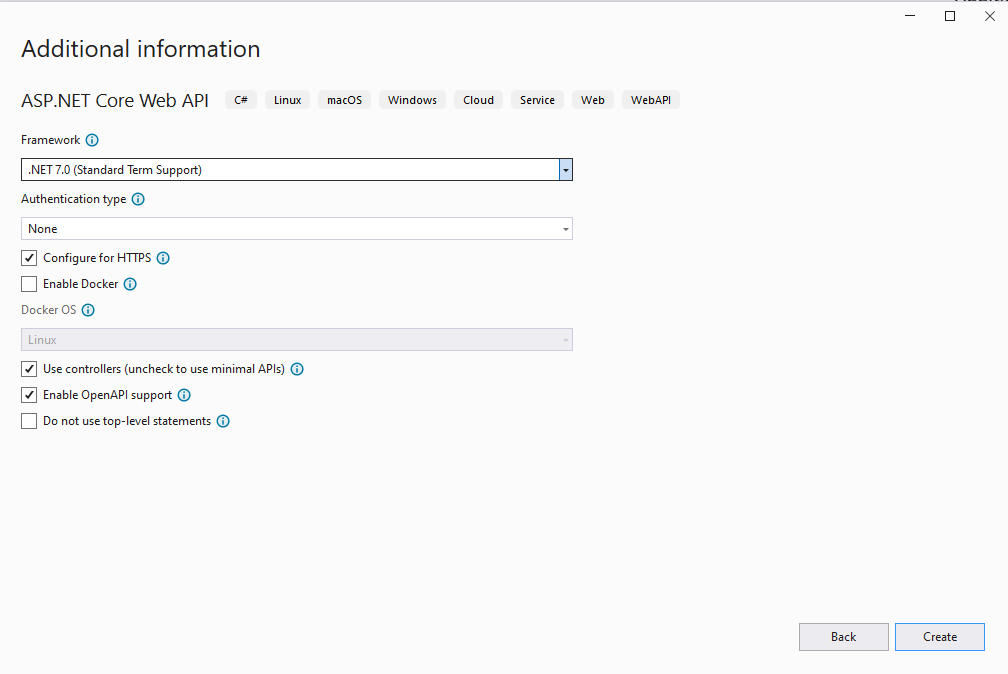 Additional information
ASP.NET Core Web API C# Linux macOS Windows Cloud Service Web WebAPI
Framework
.NET 7.0 (Standard Term Support)
Authentication type
None
Configure for HTTPS
Enable Docker
Docker OS
Linux
Use controllers (uncheck to use minimal APIs)
Enable OpenAPI support
Do not use top-level statements
Back Create